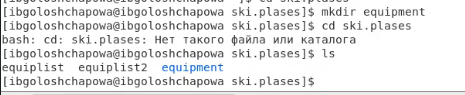 [ibgoloshchapowa@ibgoloshchapowa ski.plases]$ mkdir equipment
[ibgoloshchapowa@ibgoloshchapowa ski.plases]$ cd ski.plases
bash: cd: ski.plases: Нет такого файла или каталога
[ibgoloshchapowa@ibgoloshchapowa ski.plases]$ ls
equiplist equiplist2 equipment
[ibgoloshchapowa@ibgoloshchapowa ski.plases]$